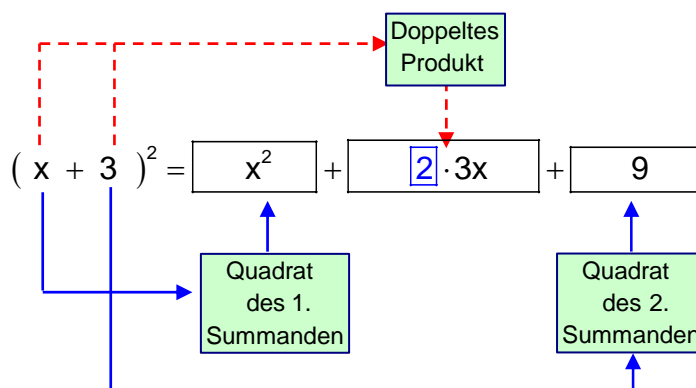 Doppeltes
Produkt
( x + 3 )² = x² + 2 · 3x + 9
Quadrat
des 1.
Summanden
Quadrat
des 2.
Summanden